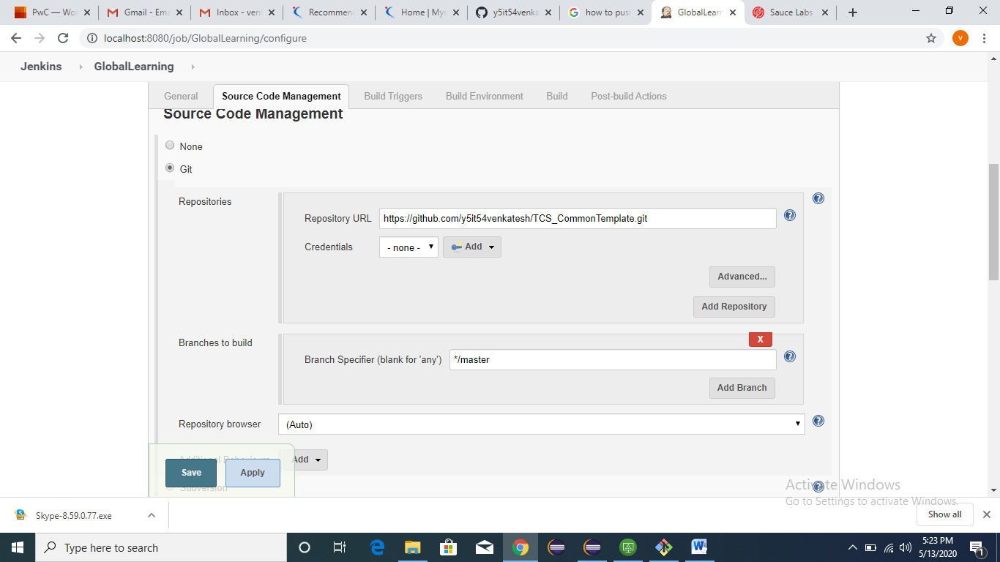 PwC — Wo
Gmail - Ema
Inbox - ven
Recommen
Home | Myn
y5it54venka
how to pus
GlobalLearn
Sauce Labs
localhost:8080/job/GlobalLearning/configure
V
Jenkins
GlobalLearning
General
Source Code Management
Build Triggers
Build Environment
Build
Post-build Actions
Source Code Management
None
Git
Repositories
Repository URL
https://github.com/y5it54venkatesh/TCS_CommonTemplate.git
Credentials
- none -
Add
Advanced...
Add Repository
Branches to build
X
Branch Specifier (blank for 'any')
*/master
Add Branch
Repository browser
(Auto)
Additional Behaviours
Add
Save
Apply
Subversion
Activate Windows
Go to Settings to activate Windows.
Skype-8.59.0.77.exe
Show all
Type here to search
5:23 PM
5/13/2020
1